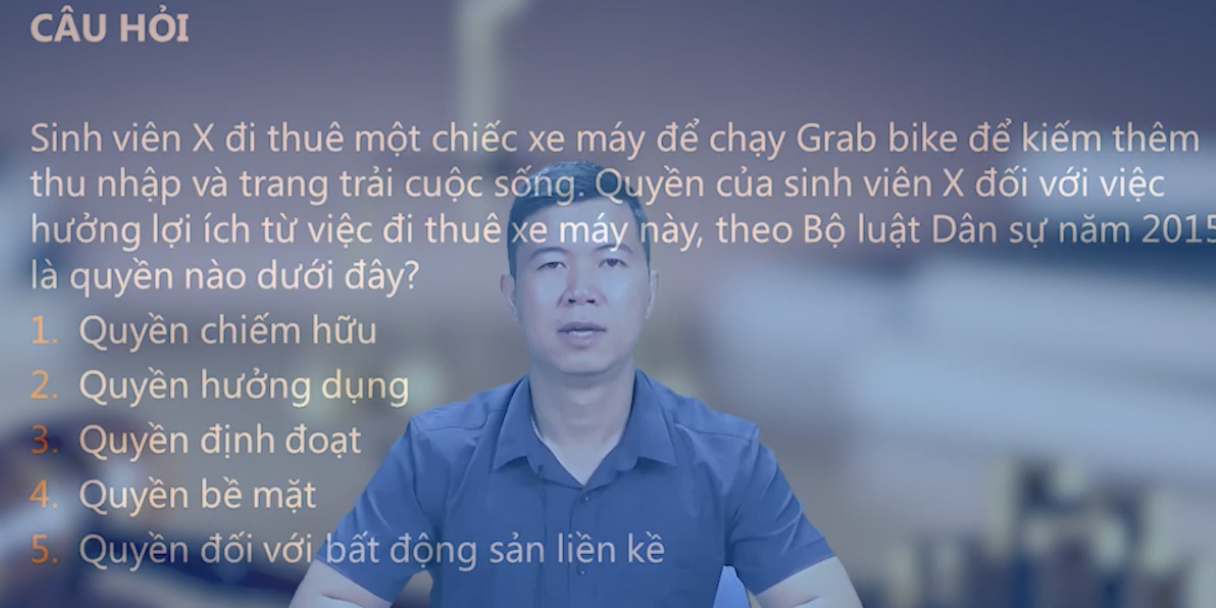 CÂU HỎI
Sinh viên X đi thuê một chiếc xe máy để chạy Grab bike để kiếm thêm
thu nhập và trang trải cuộc sống. Quyền của sinh viên X đối với việc
hưởng lợi ích từ việc đi thuê xe máy này, theo Bộ luật Dân sự năm 2015
là quyền nào dưới đây?
1. Quyền chiếm hữu
2. Quyền hưởng dụng
3. Quyền định đoạt
4. Quyền bề mặt
5. Quyền đối với bất động sản liền kề